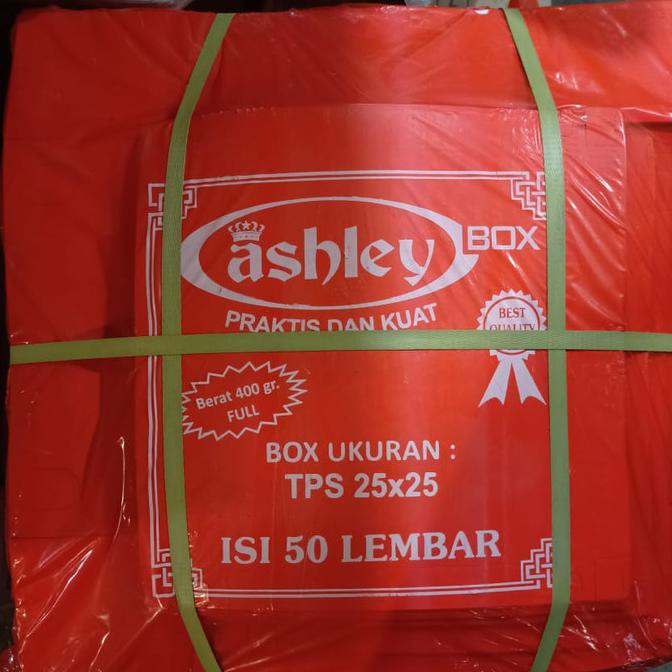 ashley BOX
PRAKTIS DAN KUAT
BEST
QUALITY
Berat 400 gr.
FULL
BOX UKURAN :
TPS 25x25
ISI 50 LEMBAR